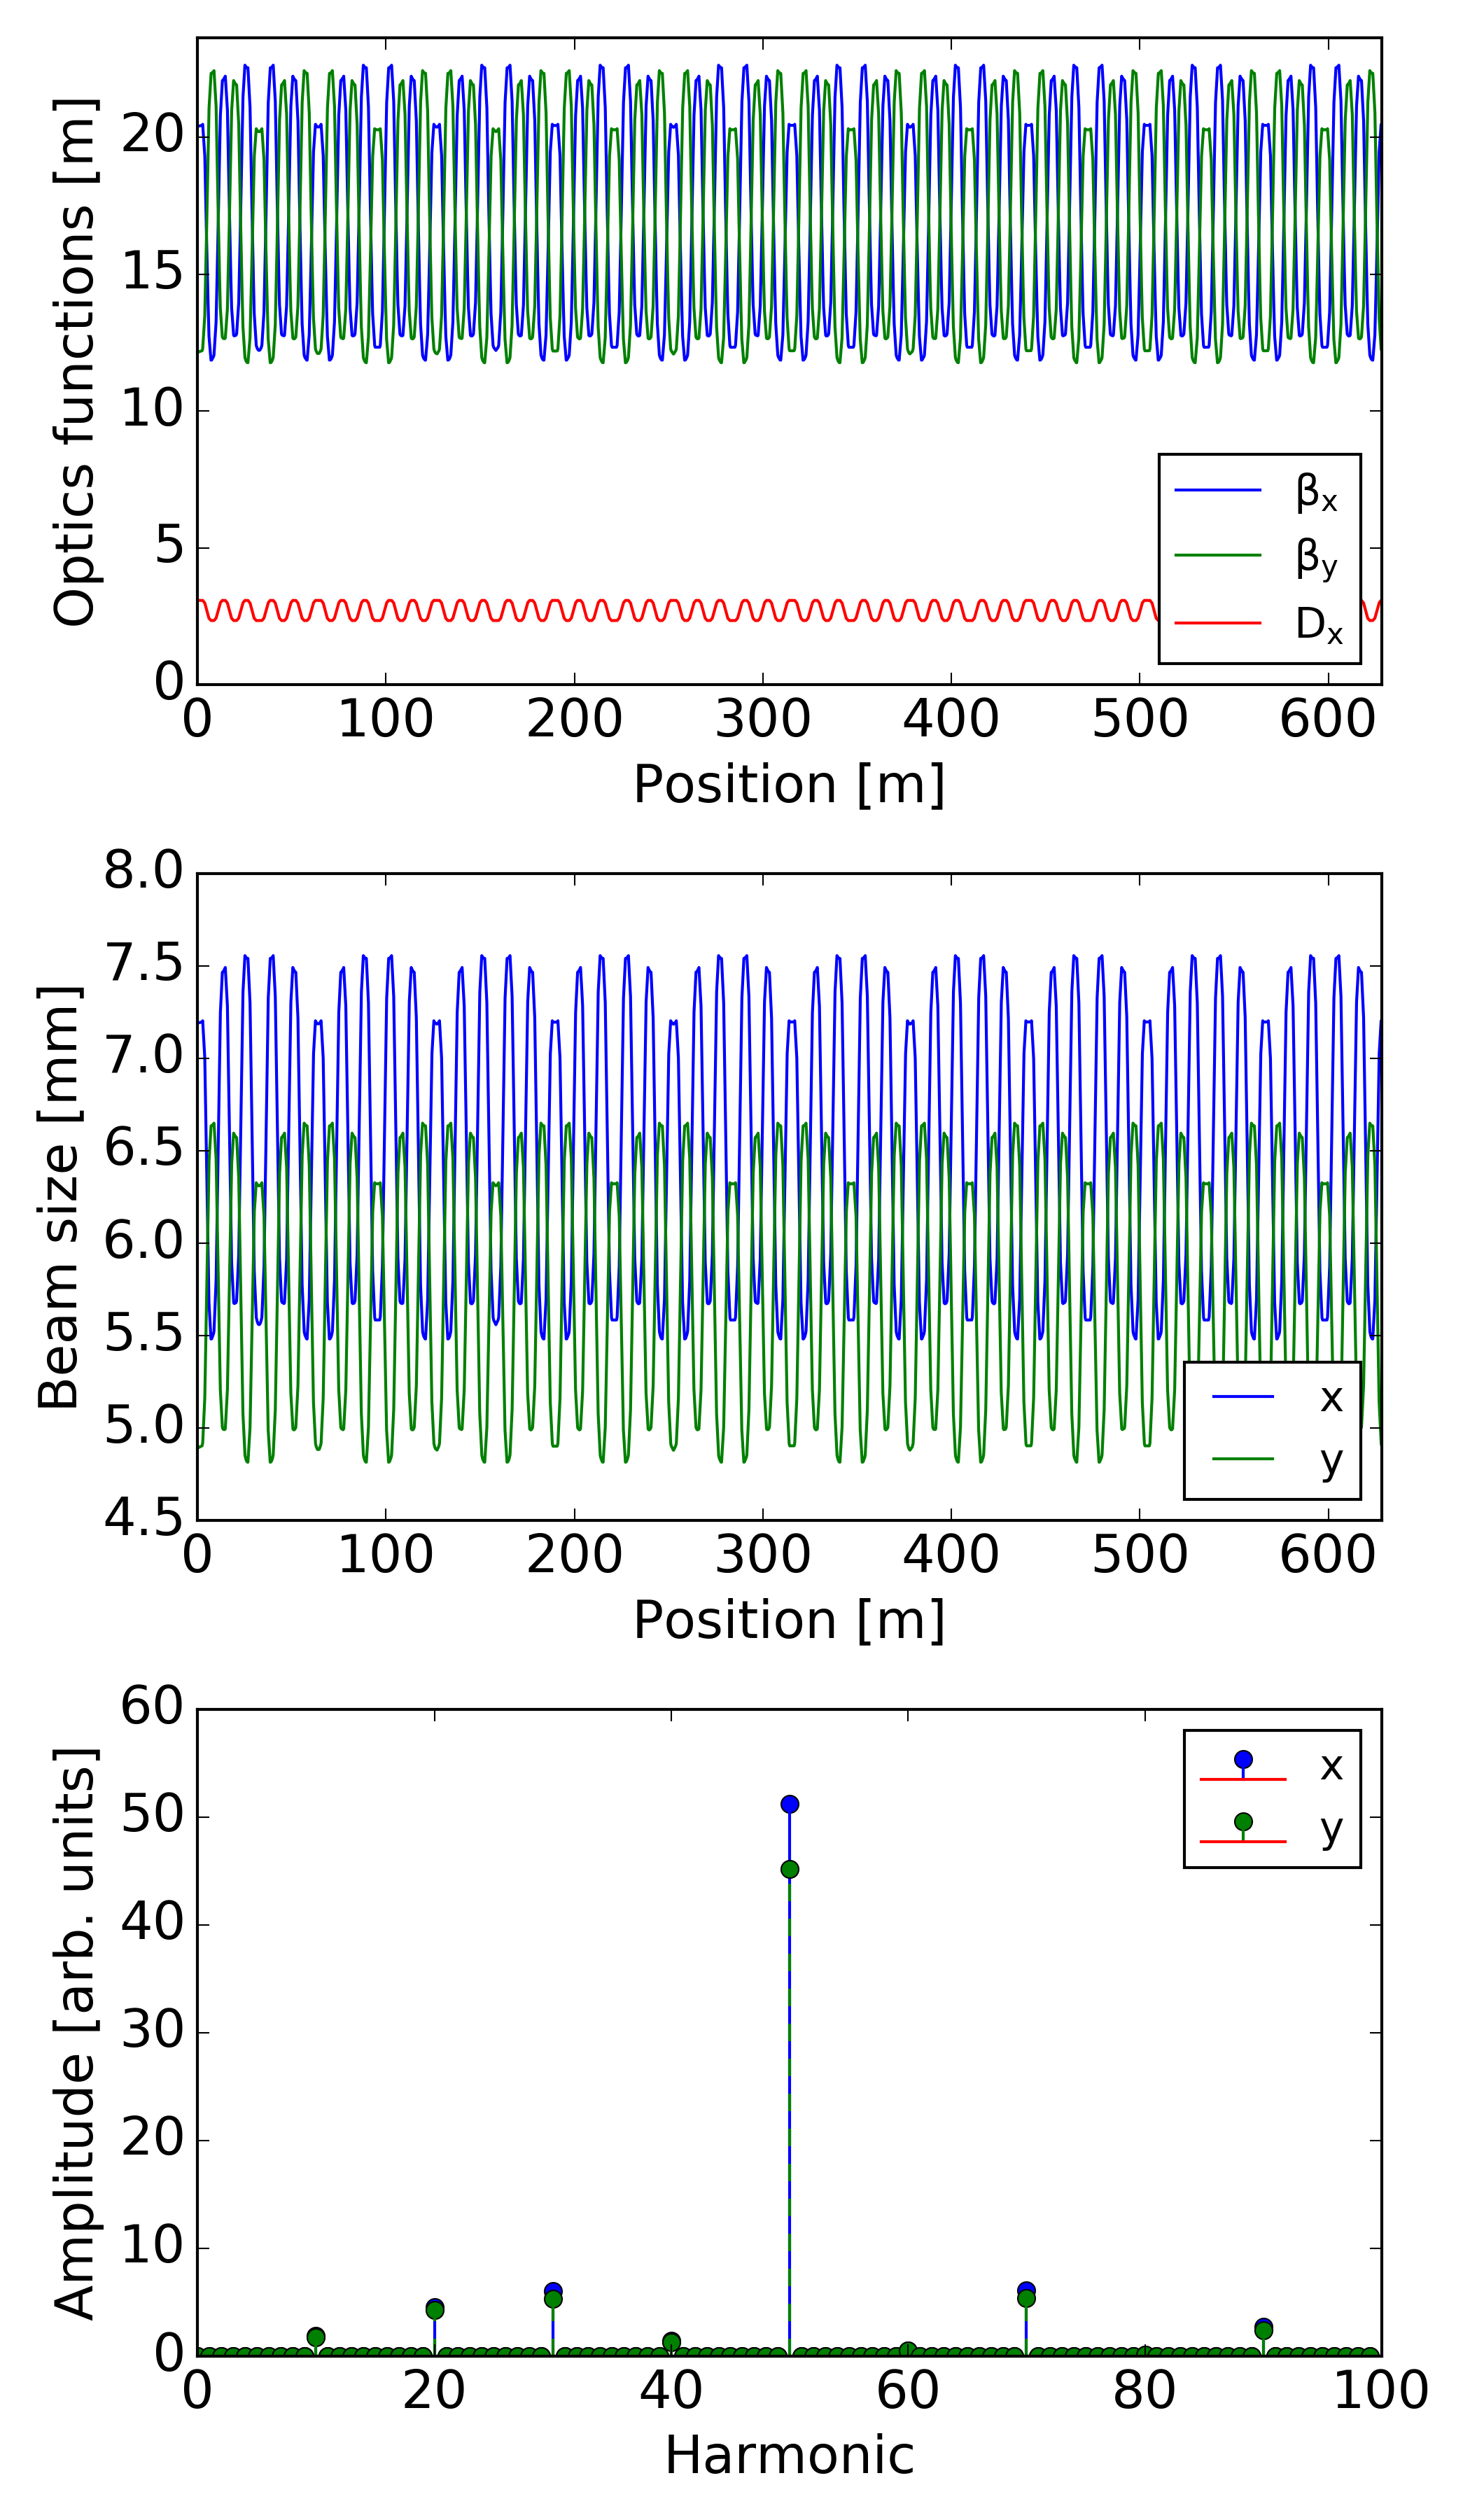 Optics functions [m]
20
15
10
5
0
βx
βy
Dx
0 100 200 300 400 500 600
Position [m]
Beam size [mm]
8.0
7.5
7.0
6.5
6.0
5.5
5.0
4.5
x
y
0 100 200 300 400 500 600
Position [m]
Amplitude [arb. units]
60
50
40
30
20
10
0
x
y
0 20 40 60 80 100
Harmonic